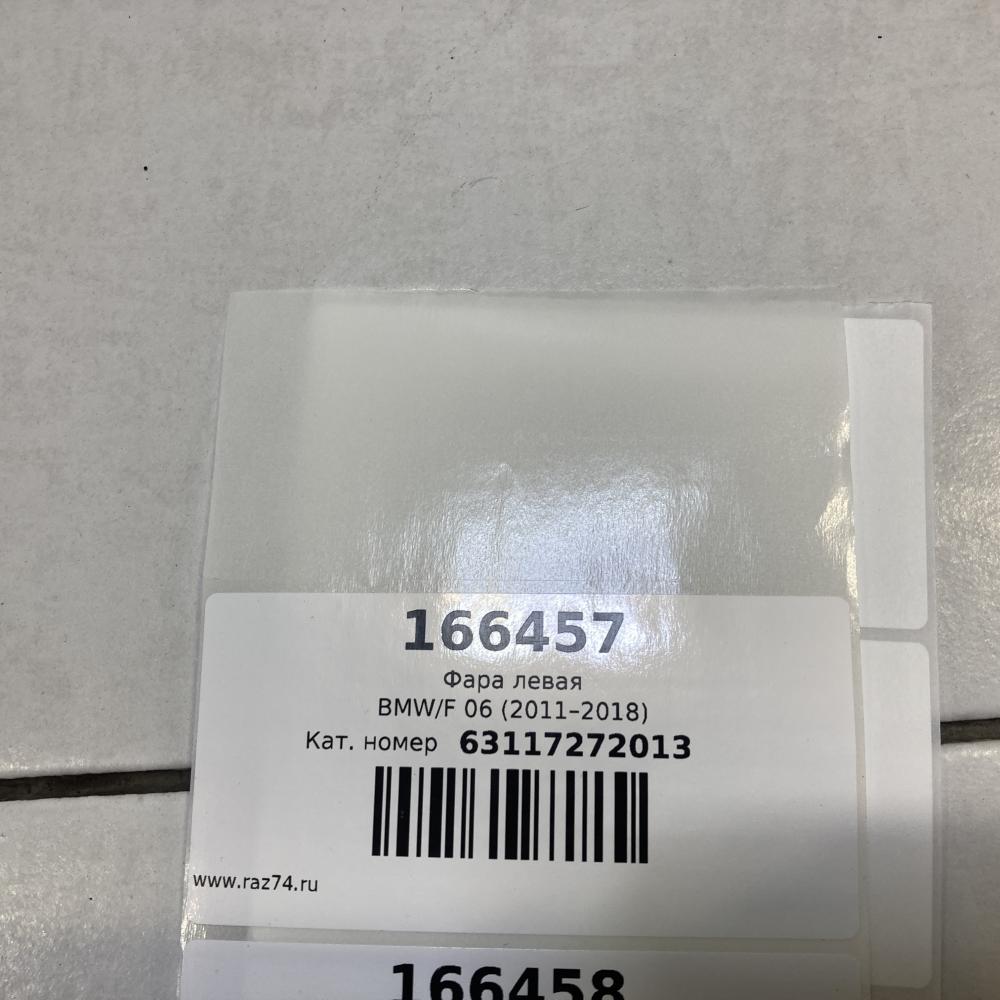 166457
Фара левая
BMW/F 06 (2011–2018)
Кат. номер 63117272013
www.raz74.ru
166458